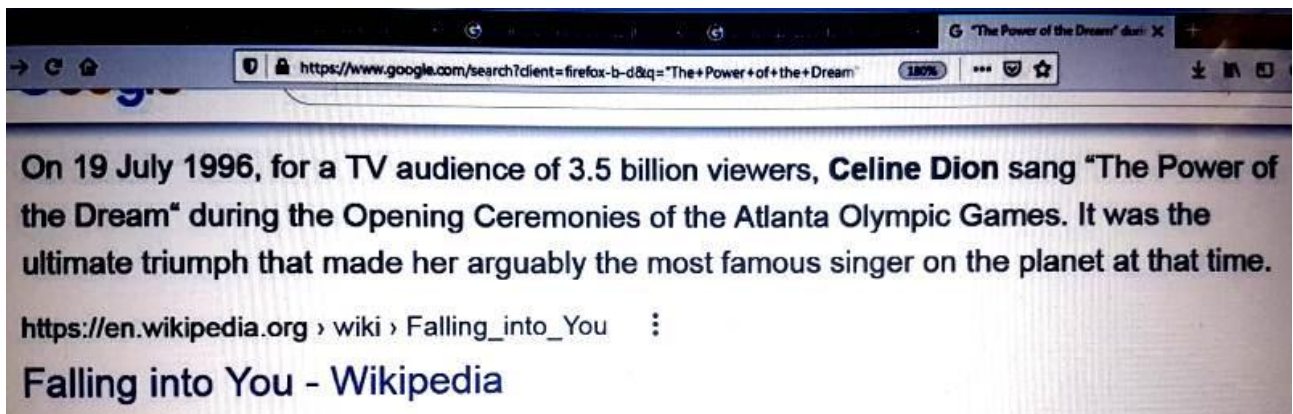 "The Power of the Dream" duri
https://www.google.com/search?client=firefox-b-d&q="The+Power+of+the+Dream"
180%
On 19 July 1996, for a TV audience of 3.5 billion viewers, Celine Dion sang “The Power of
the Dream“ during the Opening Ceremonies of the Atlanta Olympic Games. It was the
ultimate triumph that made her arguably the most famous singer on the planet at that time.
https://en.wikipedia.org › wiki › Falling_into_You
Falling into You - Wikipedia